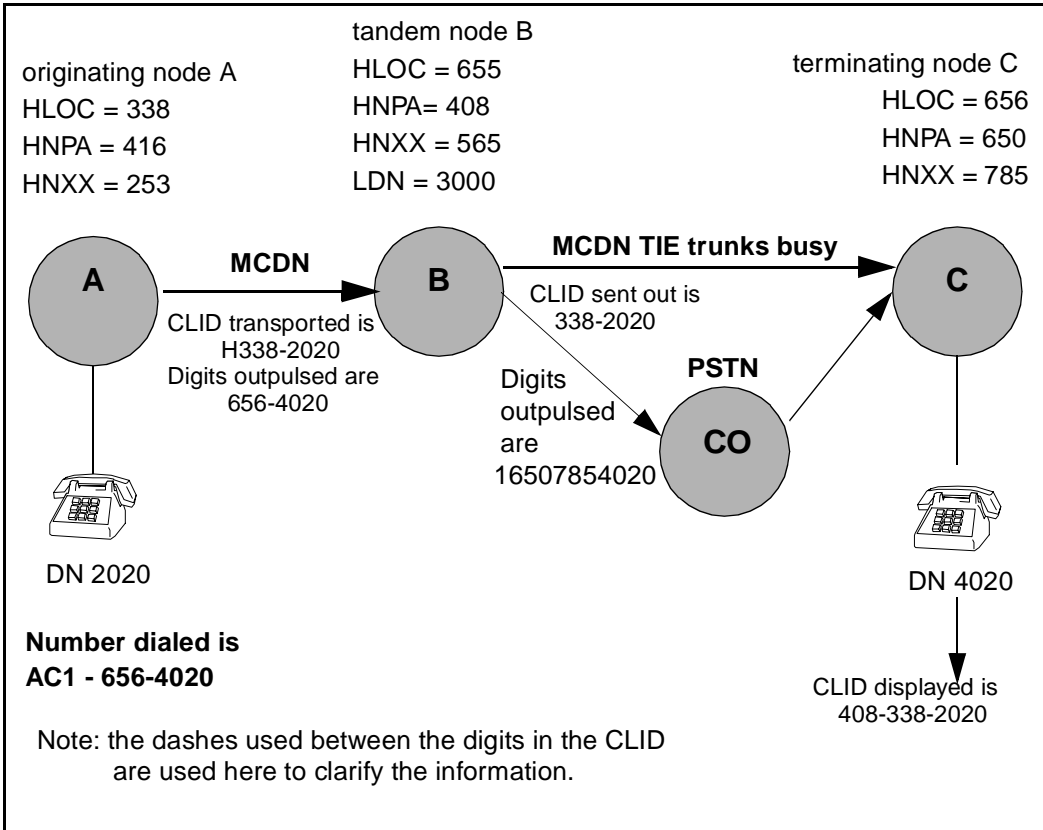 originating node A
HLOC = 338
HNPA = 416
HNXX = 253
tandem node B
HLOC = 655
HNPA= 408
HNXX = 565
LDN = 3000
terminating node C
HLOC = 656
HNPA = 650
HNXX = 785
A
MCDN
B
MCDN TIE trunks busy
C
CLID transported is
H338-2020
Digits outpulsed are
656-4020
CLID sent out is
338-2020
Digits
outpulsed
are
16507854020
PSTN
CO
DN 2020
DN 4020
Number dialed is
AC1 - 656-4020
CLID displayed is
408-338-2020
Note: the dashes used between the digits in the CLID
are used here to clarify the information.